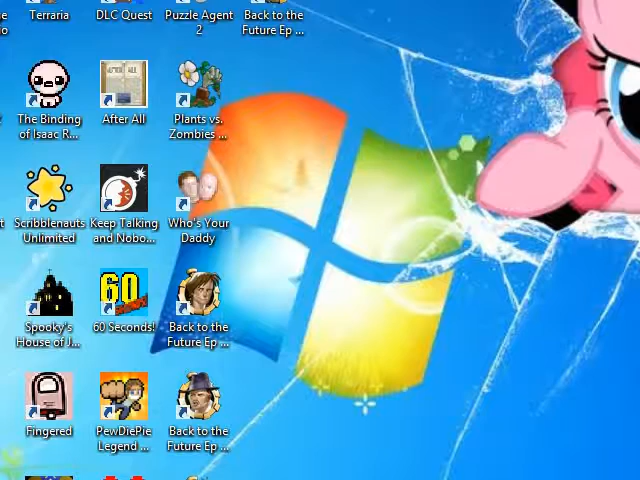 Terraria
DLC Quest
Puzzle Agent
2
Back to the
Future Ep ...
The Binding
of Isaac R...
AFTER ALL
After All
Plants vs.
Zombies ...
Scribblenauts
Unlimited
Keep Talking
and Nobo...
Who's Your
Daddy
Spooky's
House of J...
60
60 Seconds!
Back to the
Future Ep ...
Fingered
PewDiePie
Legend ...
Back to the
Future Ep ...